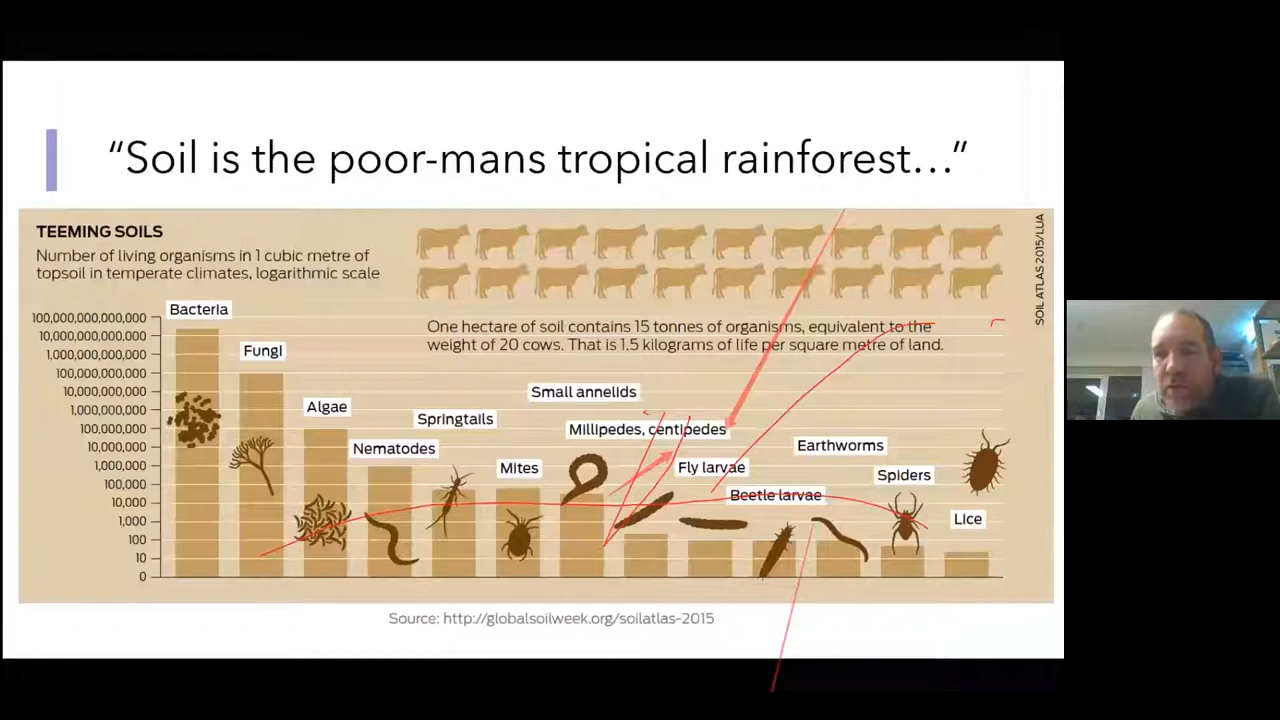 “Soil is the poor-mans tropical rainforest…”
TEEMING SOILS
Number of living organisms in 1 cubic metre of
topsoil in temperate climates, logarithmic scale
SOIL ATLAS 2015/LUA
One hectare of soil contains 15 tonnes of organisms, equivalent to the
weight of 20 cows. That is 1.5 kilograms of life per square metre of land.
100,000,000,000,000
10,000,000,000,000
1,000,000,000,000
100,000,000,000
10,000,000,000
1,000,000,000
100,000,000
10,000,000
1,000,000
100,000
10,000
1,000
100
10
0
Bacteria
Fungi
Algae
Nematodes
Springtails
Mites
Small annelids
Millipedes, centipedes
Fly larvae
Beetle larvae
Earthworms
Spiders
Lice
Source: http://globalsoilweek.org/soilatlas-2015